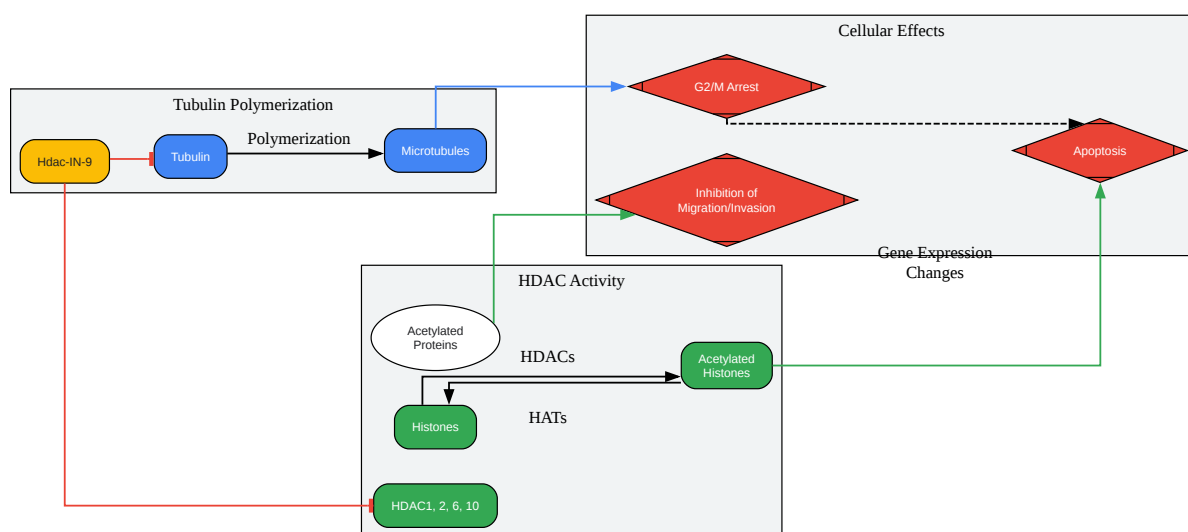 Cellular Effects
G2/M Arrest
Apoptosis
Inhibition of
Migration/Invasion
Gene Expression
Changes
Tubulin Polymerization
Hdac-IN-9
Tubulin
Polymerization
Microtubules
HDAC Activity
Acetylated
Proteins
HDACs
Acetylated
Histones
HATs
Histones
HDAC1, 2, 6, 10